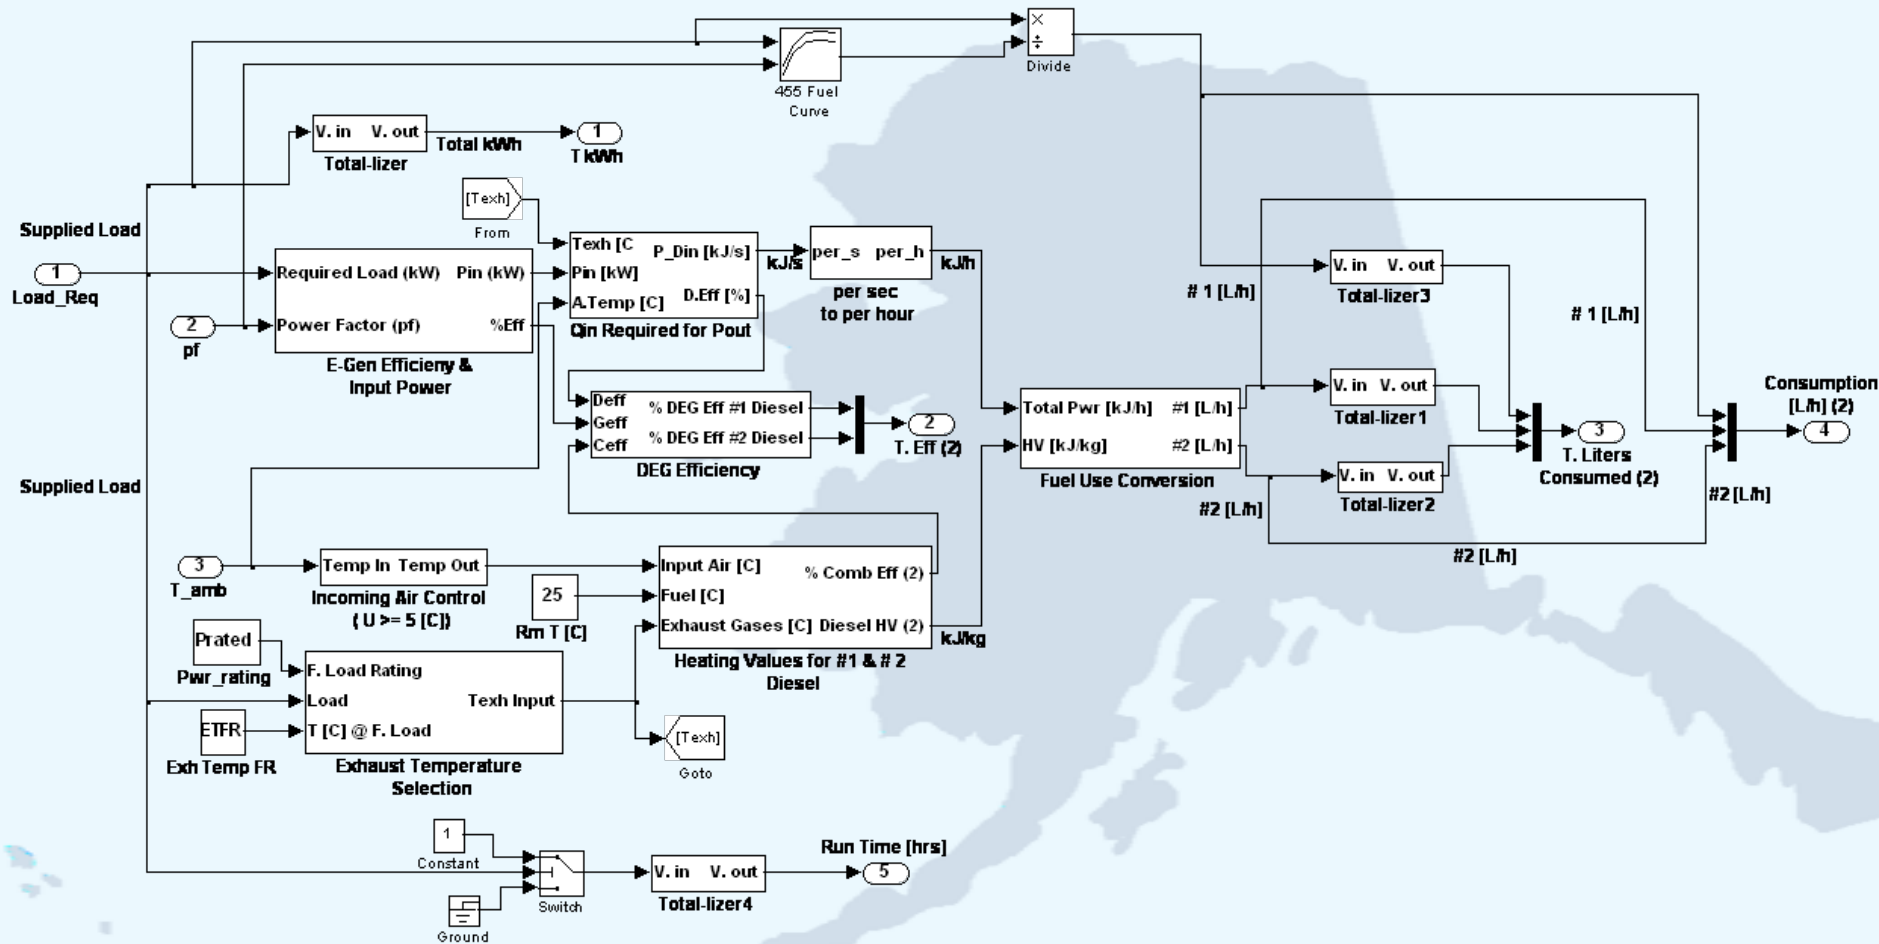 ×
÷
Divide
455 Fuel
Curve
V. in V. out
Total-lizer
Total kWh
1
T kWh
[Texh]
From
Supplied Load
1
Load_Req
2
pf
Required Load (kW) Pin (kW)
Power Factor (pf) %Eff
E-Gen Efficieny &
Input Power
Texh [C
P_Din [kJ/s]
Pin [kW]
D.Eff [%]
A.Temp [C]
Qin Required for Pout
kJ/s
per_s per_h
per sec
to per hour
kJ/h
Deff
Geff
Ceff
% DEG Eff #1 Diesel
% DEG Eff #2 Diesel
DEG Efficiency
2
T. Eff (2)
Total Pwr [kJ/h] #1 [L/h]
HV [kJ/kg] #2 [L/h]
Fuel Use Conversion
# 1 [L/h]
V. in V. out
Total-lizer3
# 1 [L/h]
V. in V. out
Total-lizer1
V. in V. out
Total-lizer2
#2 [L/h]
#2 [L/h]
#2 [L/h]
3
T. Liters
Consumed (2)
Consumption
[L/h] (2)
4
Supplied Load
3
T_amb
Temp In Temp Out
Incoming Air Control
( U >= 5 [C])
25
Rm T [C]
Input Air [C]
% Comb Eff (2)
Fuel [C]
Exhaust Gases [C] Diesel HV (2)
Heating Values for #1 & # 2
Diesel
kJ/kg
Prated
Pwr_rating
ETFR
Exh Temp FR
F. Load Rating
Load
T [C] @ F. Load
Texh Input
Exhaust Temperature
Selection
[Texh]
Goto
1
Constant
Ground
Switch
V. in V. out
Total-lizer4
Run Time [hrs]
5